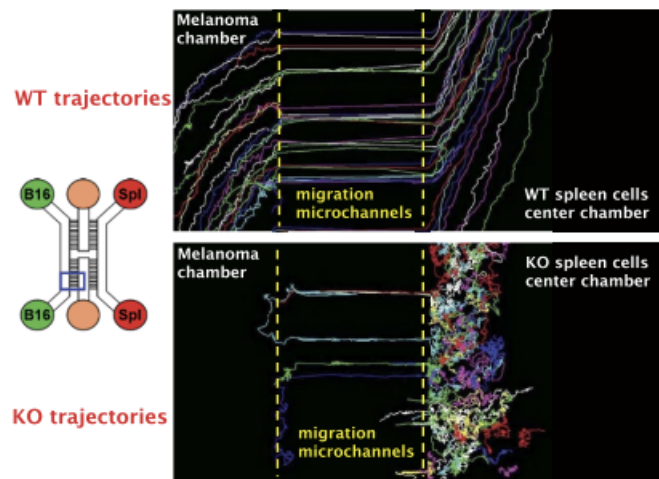 Melanoma
chamber
WT trajectories
migration
microchannels
WT spleen cells
center chamber
B16
Spl
B16
Spl
Melanoma
chamber
KO spleen cells
center chamber
KO trajectories
migration
microchannels